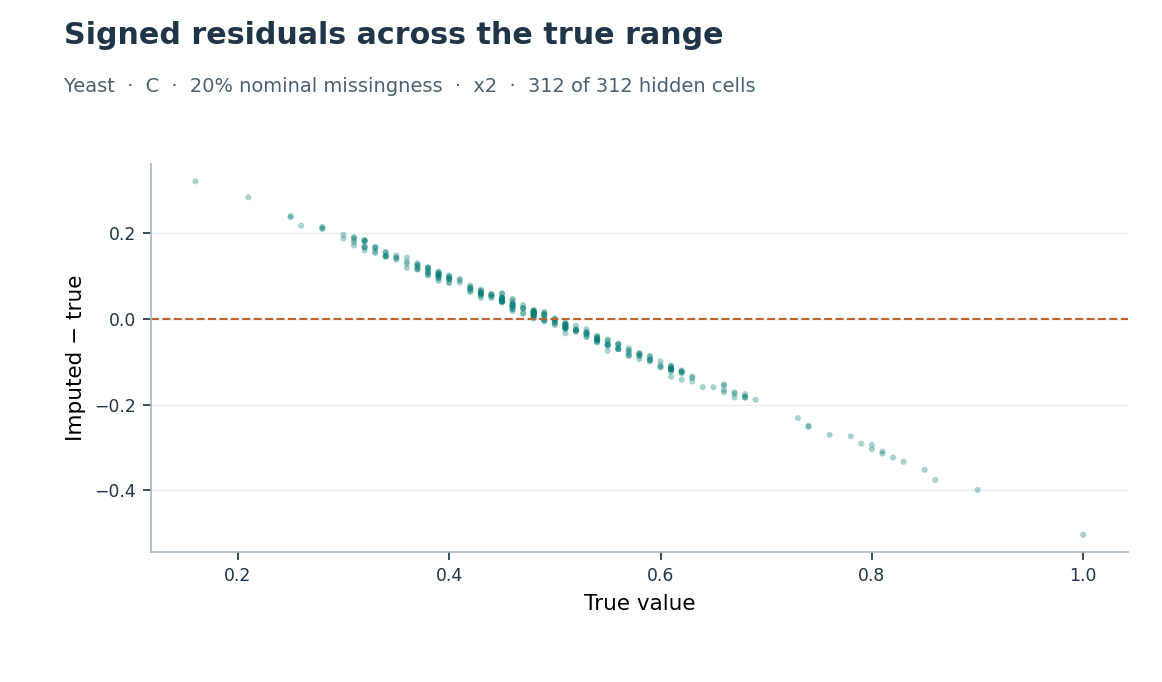 Signed residuals across the true range
Yeast · C · 20% nominal missingness · x2 · 312 of 312 hidden cells
Imputed − true
0.2
0.0
−0.2
−0.4
0.2 0.4 0.6 0.8 1.0
True value